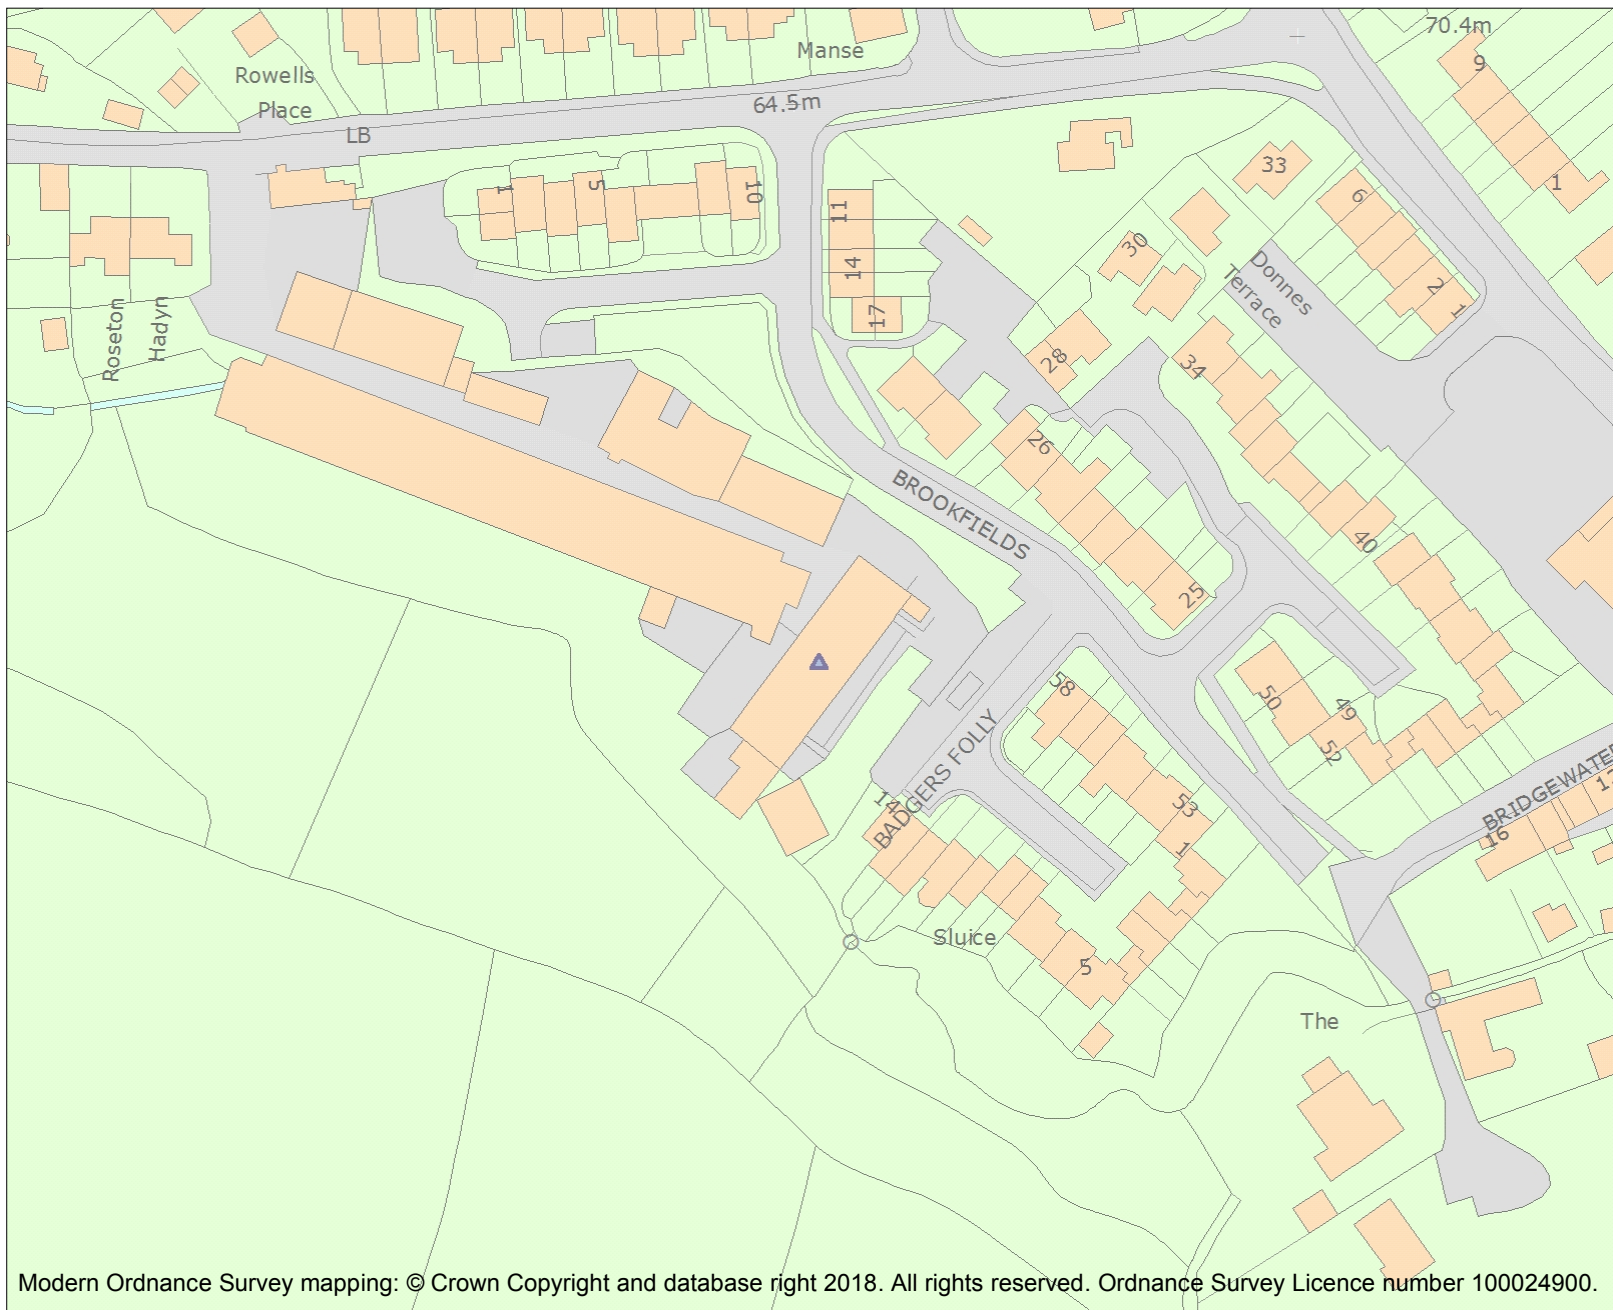 70.4m
Manse
9
Rowells
Place
64.5m
LB
33
1
1
5
10
6
11
30
14
Donnes
Terrace
2
1
17
Roseton
Hadyn
28
34
26
BROOKFIELDS
40
25
58
50
49
52
BADGERS FOLLY
14
53
1
BRIDGEWATE
16
Sluice
5
The
Modern Ordnance Survey mapping: © Crown Copyright and database right 2018. All rights reserved. Ordnance Survey Licence number 100024900.